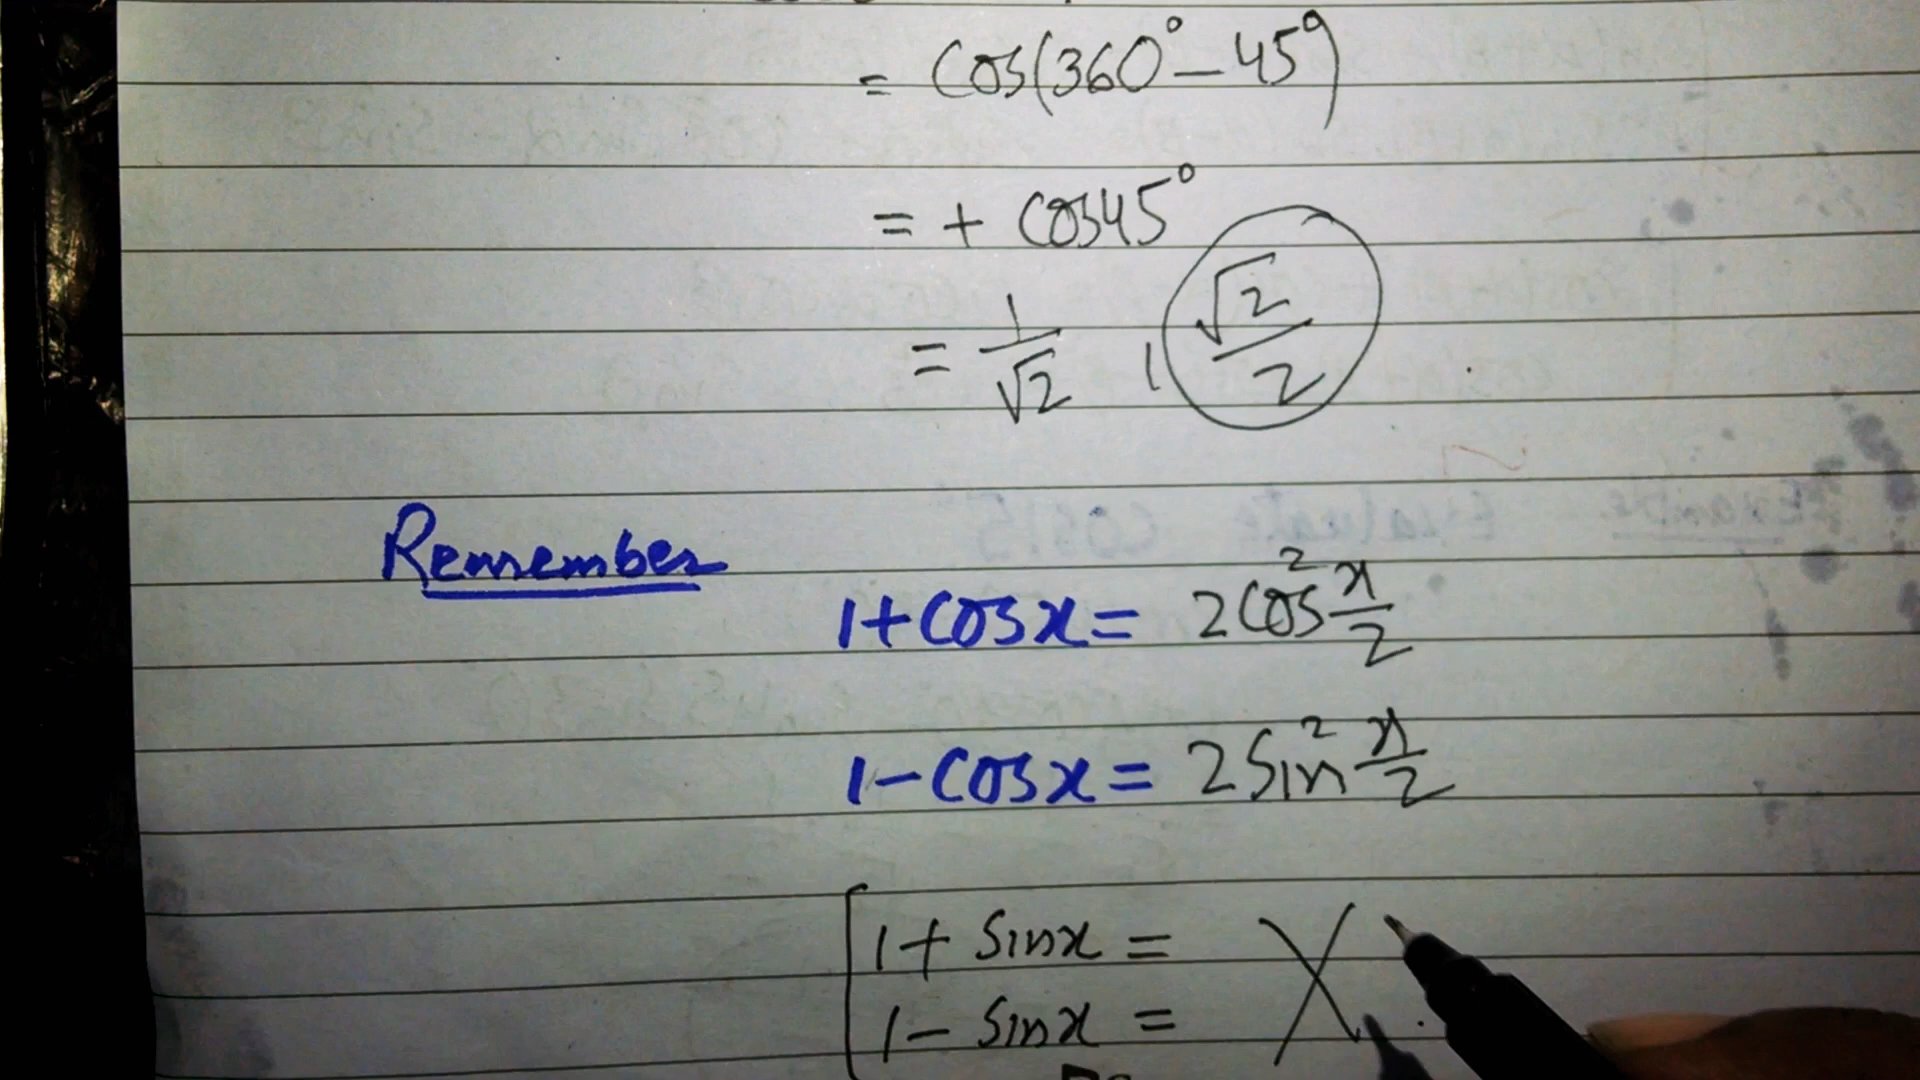 = Cos(360° - 45°)
= + Cos45°
= 1/√2 , √2/2
Remember
1+Cosx = 2Cos² x/2
1-Cosx = 2Sin² x/2
1+ Sinx =
1- Sinx =